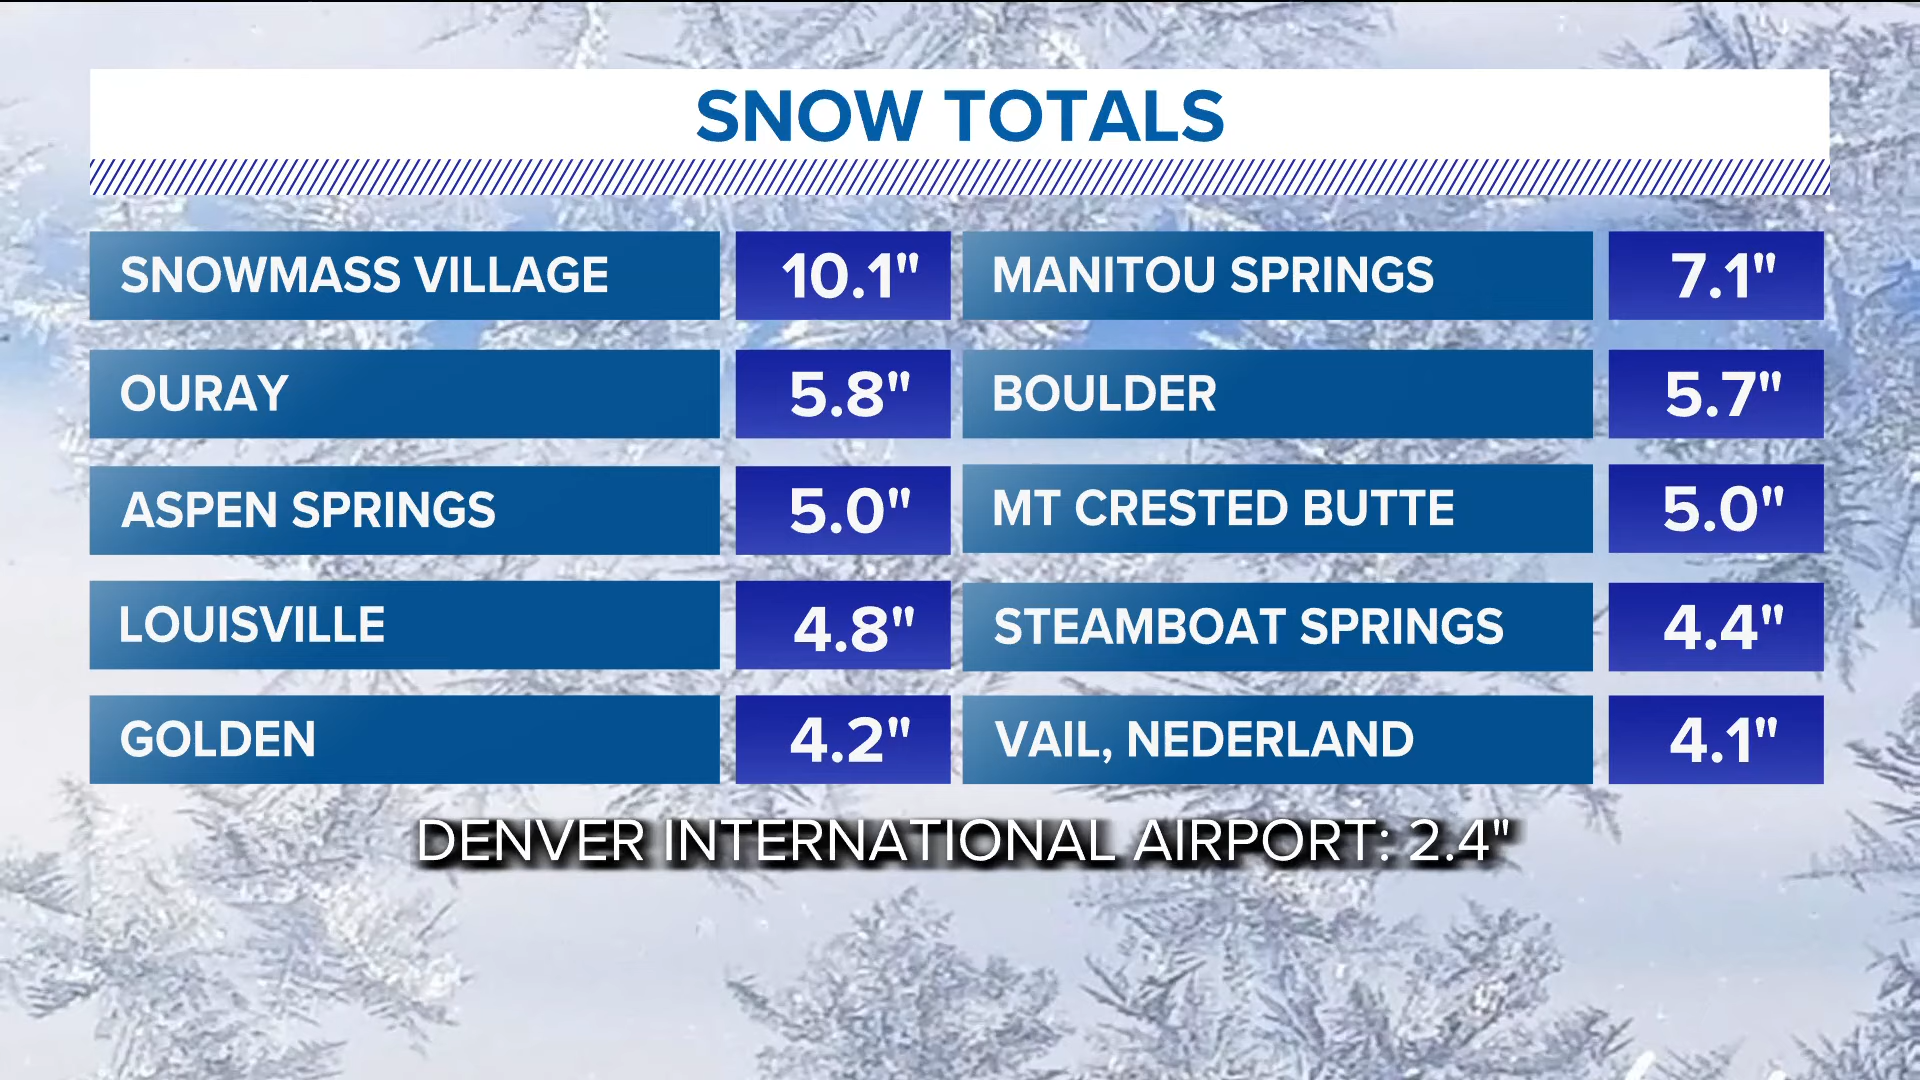 SNOW TOTALS
SNOWMASS VILLAGE 10.1" MANITOU SPRINGS 7.1"
OURAY 5.8" BOULDER 5.7"
ASPEN SPRINGS 5.0" MT CRESTED BUTTE 5.0"
LOUISVILLE 4.8" STEAMBOAT SPRINGS 4.4"
GOLDEN 4.2" VAIL, NEDERLAND 4.1"
DENVER INTERNATIONAL AIRPORT: 2.4"